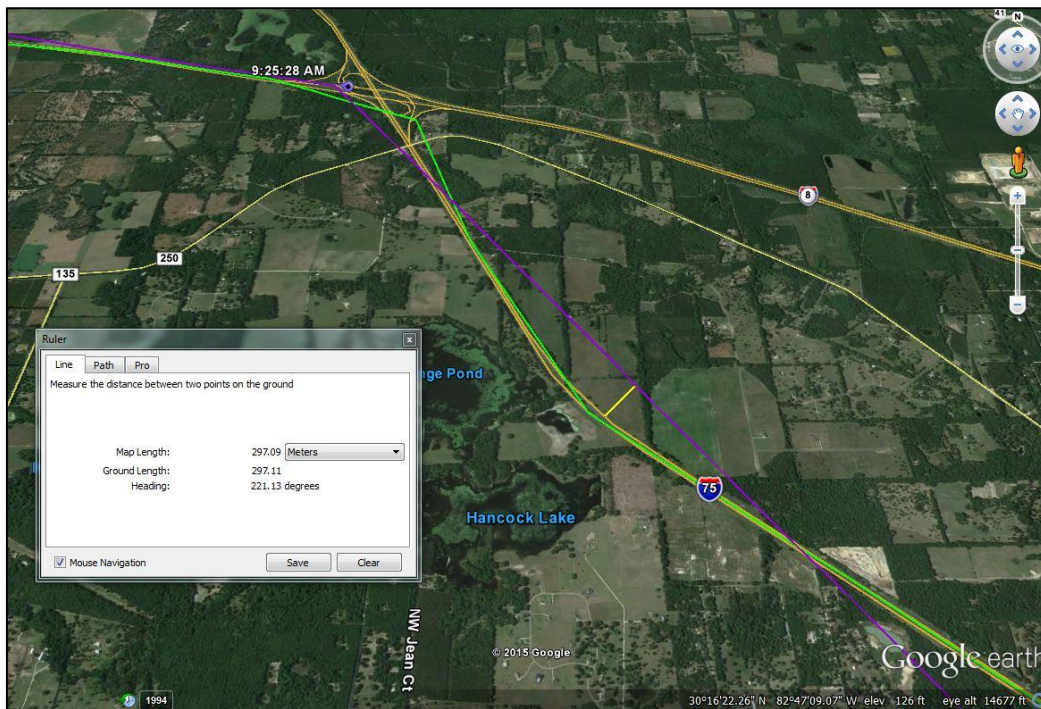 41 N
9:25:28 AM
8
250
135
Ruler
x
Line Path Pro
Measure the distance between two points on the ground
Map Length: 297.09 Meters
Ground Length: 297.11
Heading: 221.13 degrees
Mouse Navigation Save Clear
nge Pond
75
Hancock Lake
NW Jean Ct
© 2015 Google
Google earth
1994
30°16'22.26" N 82°47'09.07" W elev 126 ft eye alt 14677 ft